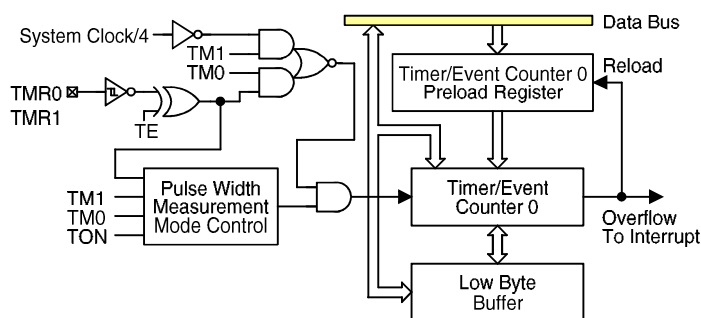 Data Bus
System Clock/4
TM1
TM0
Timer/Event Counter 0
Preload Register
Reload
TMR0
TMR1
TE
Pulse Width
Measurement
Mode Control
TM1
TM0
TON
Timer/Event
Counter 0
Overflow
To Interrupt
Low Byte
Buffer